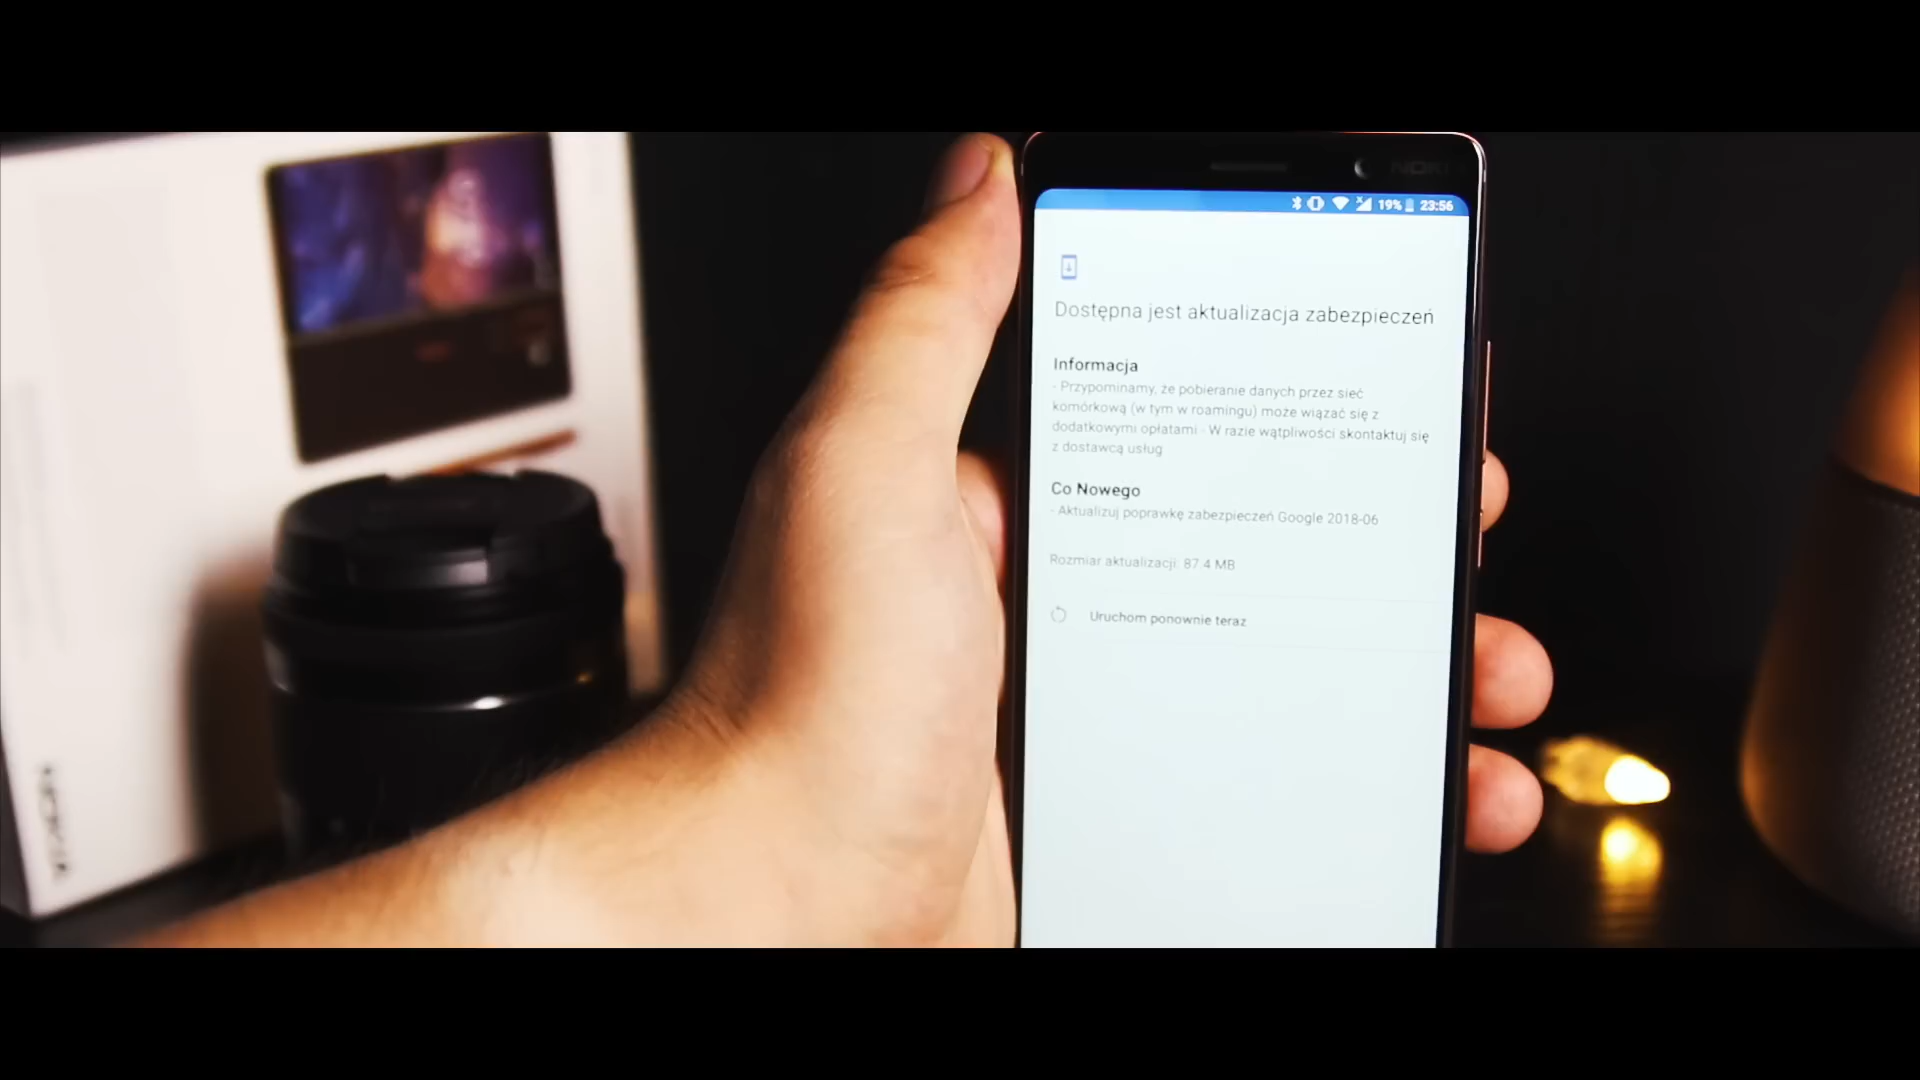 NOKIA
19% 23:56
Dostępna jest aktualizacja zabezpieczeń
Informacja
- Przypominamy, że pobieranie danych przez sieć
komórkową (w tym w roamingu) może wiązać się z
dodatkowymi opłatami - W razie wątpliwości skontaktuj się
z dostawcą usług
Co Nowego
- Aktualizuj poprawkę zabezpieczeń Google 2018-06
Rozmiar aktualizacji: 87.4 MB
Uruchom ponownie teraz
NOKIA